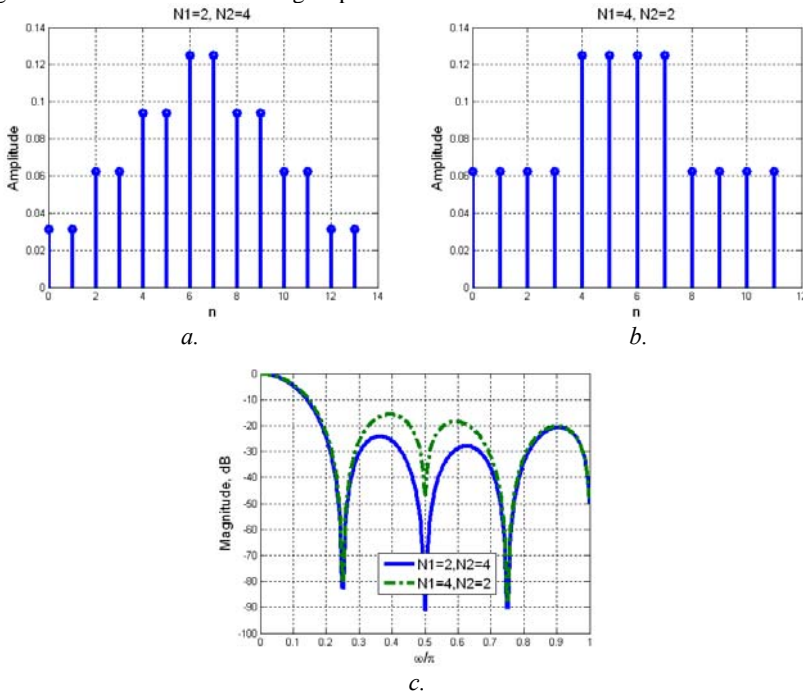 N1=2, N2=4
0.14
0.12
0.1
0.08
0.06
0.04
0.02
0
Amplitude
0 2 4 6 8 10 12 14
n
a.
N1=4, N2=2
0.14
0.12
0.1
0.08
0.06
0.04
0.02
0
Amplitude
0 2 4 6 8 10 12
n
b.
0
-10
-20
-30
-40
-50
-60
-70
-80
-90
-100
Magnitude, dB
N1=2,N2=4
N1=4,N2=2
0 0.1 0.2 0.3 0.4 0.5 0.6 0.7 0.8 0.9 1
ω/π
c.